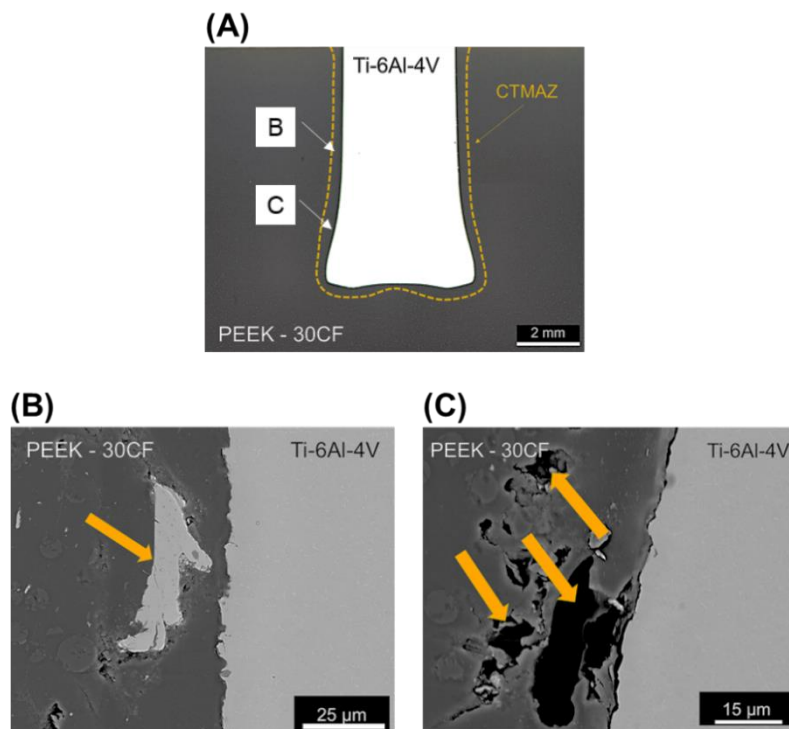 (A)
Ti-6Al-4V
CTMAZ
B
C
PEEK - 30CF
2 mm
(B)
(C)
PEEK - 30CF
Ti-6Al-4V
PEEK - 30CF
Ti-6Al-4V
25 µm
15 µm